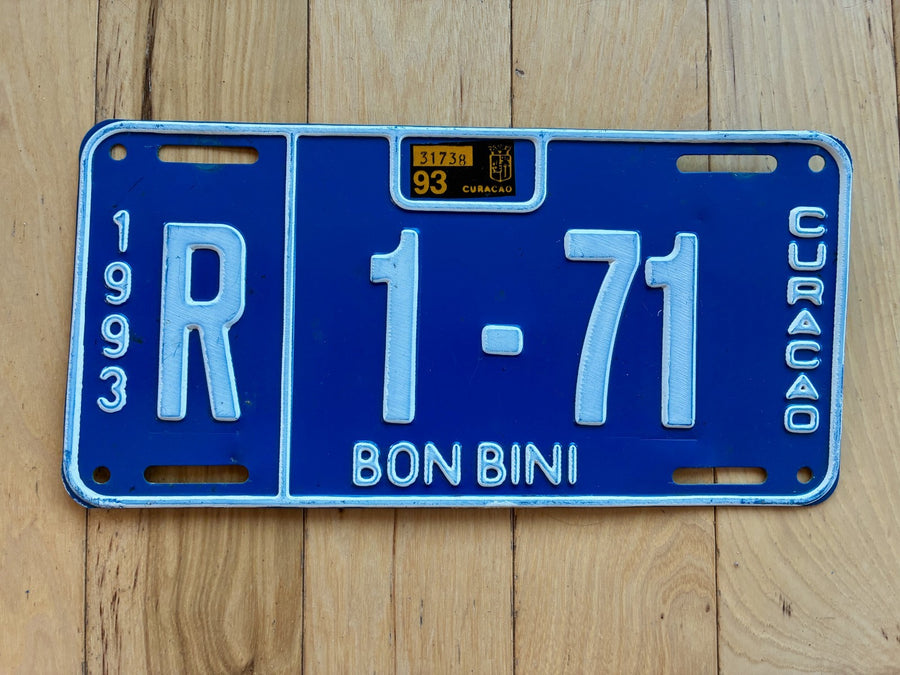 31738
93 CURACAO
1993
R 1-71
CURACAO
BON BINI